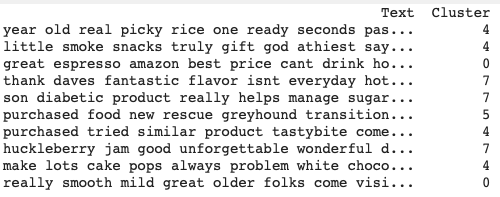 Text Cluster
year old real picky rice one ready seconds pas... 4
little smoke snacks truly gift god athiest say... 4
great espresso amazon best price cant drink ho... 0
thank daves fantastic flavor isnt everyday hot... 7
son diabetic product really helps manage sugar... 7
purchased food new rescue greyhound transition... 5
purchased tried similar product tastybite come... 4
huckleberry jam good unforgettable wonderful d... 7
make lots cake pops always problem white choco... 4
really smooth mild great older folks come visi... 0